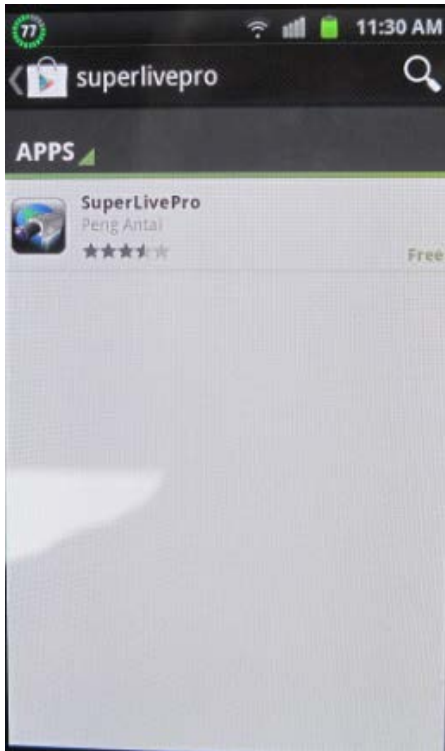 77 11:30 AM
superlivepro
APPS
SuperLivePro
Peng Antai
Free